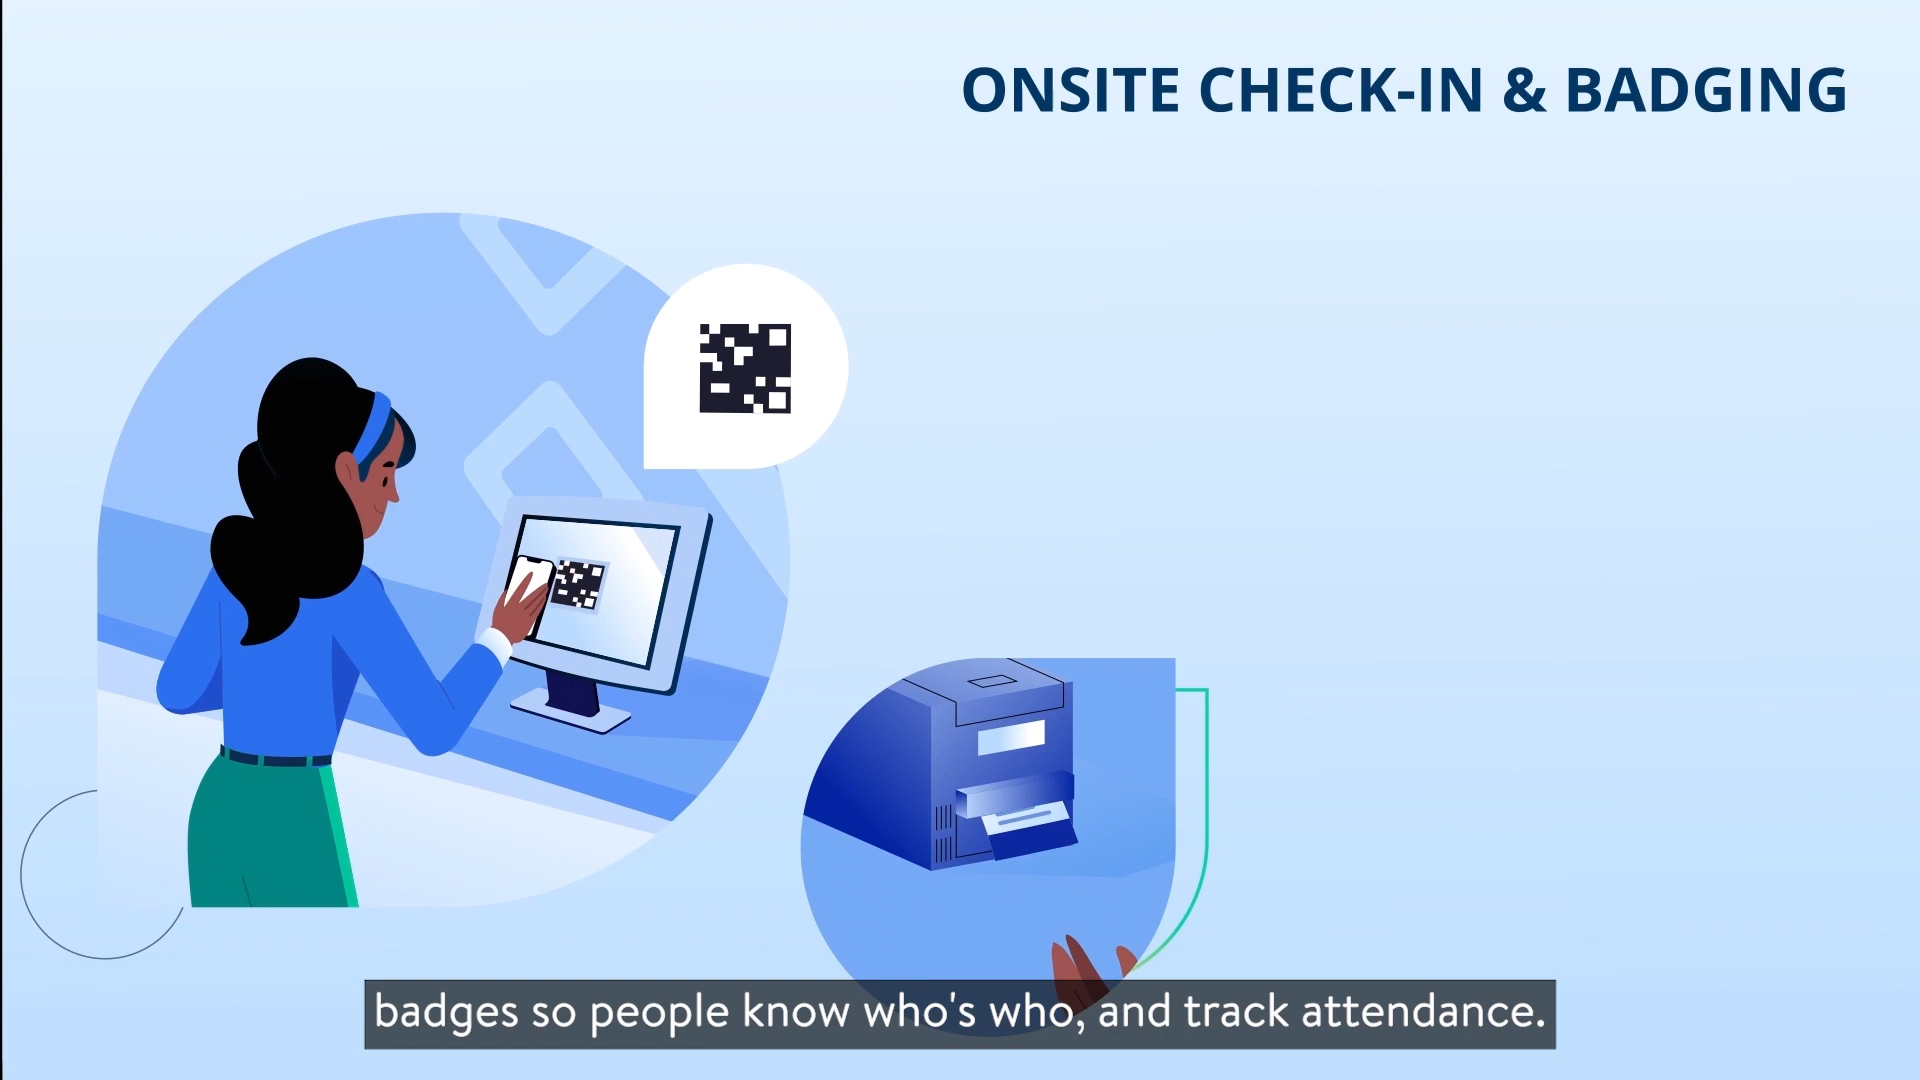 ONSITE CHECK-IN & BADGING
badges so people know who's who, and track attendance.